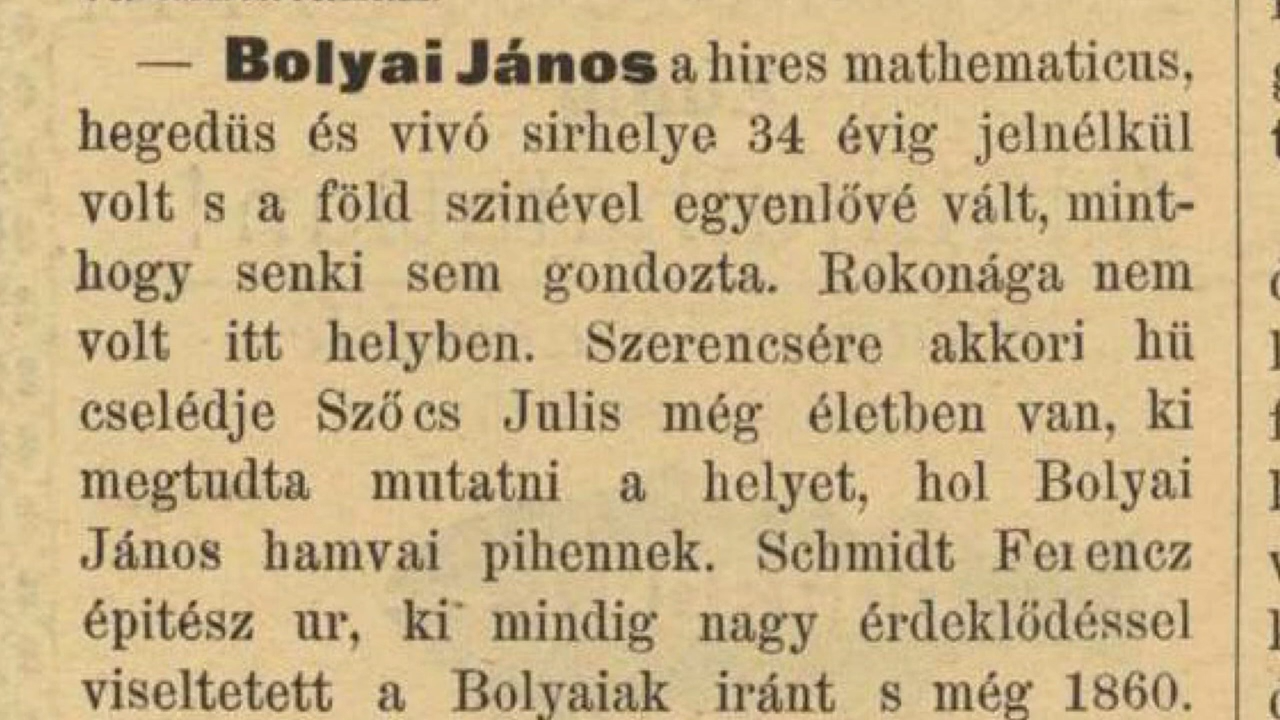 — Bolyai János a hires mathematicus,
hegedüs és vivó sirhelye 34 évig jelnélkül
volt s a föld szinével egyenlővé vált, mint-
hogy senki sem gondozta. Rokonága nem
volt itt helyben. Szerencsére akkori hü
cselédje Szőcs Julis még életben van, ki
megtudta mutatni a helyet, hol Bolyai
János hamvai pihennek. Schmidt Ferencz
épitész ur, ki mindig nagy érdeklődéssel
viseltetett a Bolyaiak iránt s még 1860.